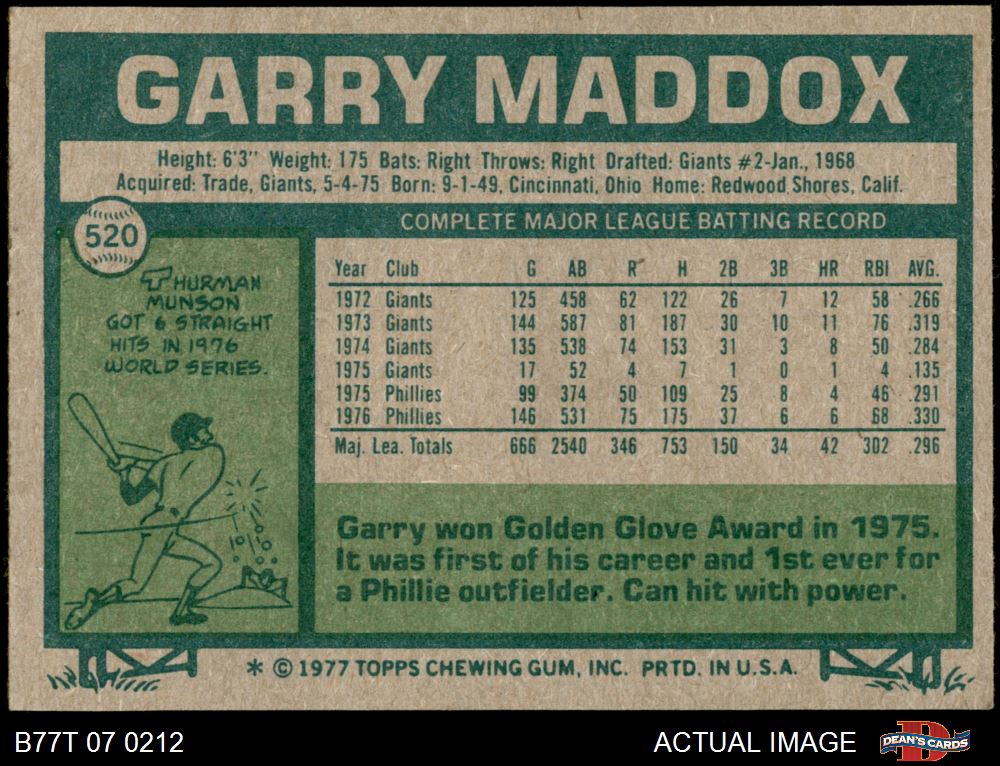 GARRY MADDOX
Height: 6'3" Weight: 175 Bats: Right Throws: Right Drafted: Giants #2-Jan., 1968
Acquired: Trade, Giants, 5-4-75 Born: 9-1-49, Cincinnati, Ohio Home: Redwood Shores, Calif.
520
THURMAN
MUNSON
GOT 6 STRAIGHT
HITS IN 1976
WORLD SERIES.
COMPLETE MAJOR LEAGUE BATTING RECORD
Year Club G AB R H 2B 3B HR RBI AVG.
1972 Giants 125 458 62 122 26 7 12 58 .266
1973 Giants 144 587 81 187 30 10 11 76 .319
1974 Giants 135 538 74 153 31 3 8 50 .284
1975 Giants 17 52 4 7 1 0 1 4 .135
1975 Phillies 99 374 50 109 25 8 4 46 .291
1976 Phillies 146 531 75 175 37 6 6 68 .330
Maj. Lea. Totals 666 2540 346 753 150 34 42 302 .296
Garry won Golden Glove Award in 1975.
It was first of his career and 1st ever for
a Phillie outfielder. Can hit with power.
* © 1977 TOPPS CHEWING GUM, INC. PRTD. IN U.S.A.
B77T 07 0212
ACTUAL IMAGE
DEAN'S CARDS